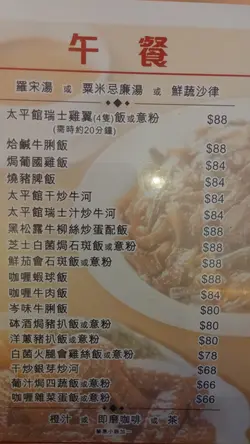 午餐
羅宋湯 或 粟米忌廉湯 或 鮮蔬沙律
太平館瑞士雞翼(4隻)飯或意粉 $88
(需時約20分鐘)
烚鹹牛脷飯 $88
焗葡國雞飯 $84
燒豬脾飯 $84
太平館干炒牛河 $84
太平館瑞士汁炒牛河 $84
黑松露牛柳絲炒蛋配飯 $88
芝士白菌焗石斑飯或意粉 $88
鮮茄會石斑飯或意粉 $88
咖喱蝦球飯 $88
咖喱牛肉飯 $84
岑味牛脷飯 $80
砵酒焗豬扒飯或意粉 $80
洋蔥豬扒飯或意粉 $80
白菌火腿會雞絲飯或意粉 $78
干炒銀芽炒河 $68
葡汁焗四蔬飯或意粉 $66
咖喱雜菜蛋飯或意粉 $66
橙汁 或 即磨咖啡 或 茶